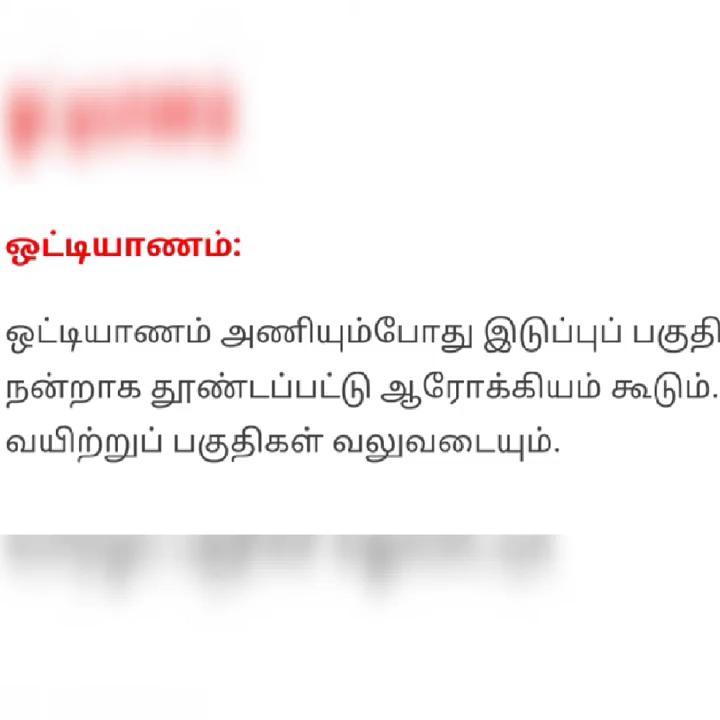 ஒட்டியாணம்:
ஒட்டியாணம் அணியும்போது இடுப்புப் பகுதி
நன்றாக தூண்டப்பட்டு ஆரோக்கியம் கூடும்.
வயிற்றுப் பகுதிகள் வலுவடையும்.